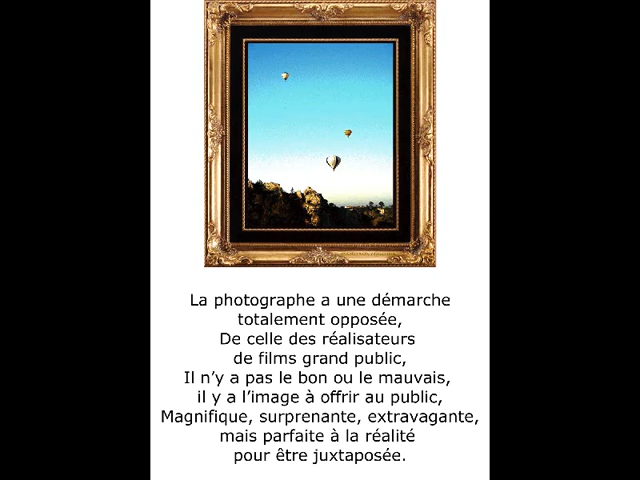 La photographe a une démarche
totalement opposée,
De celle des réalisateurs
de films grand public,
Il n’y a pas le bon ou le mauvais,
il y a l’image à offrir au public,
Magnifique, surprenante, extravagante,
mais parfaite à la réalité
pour être juxtaposée.